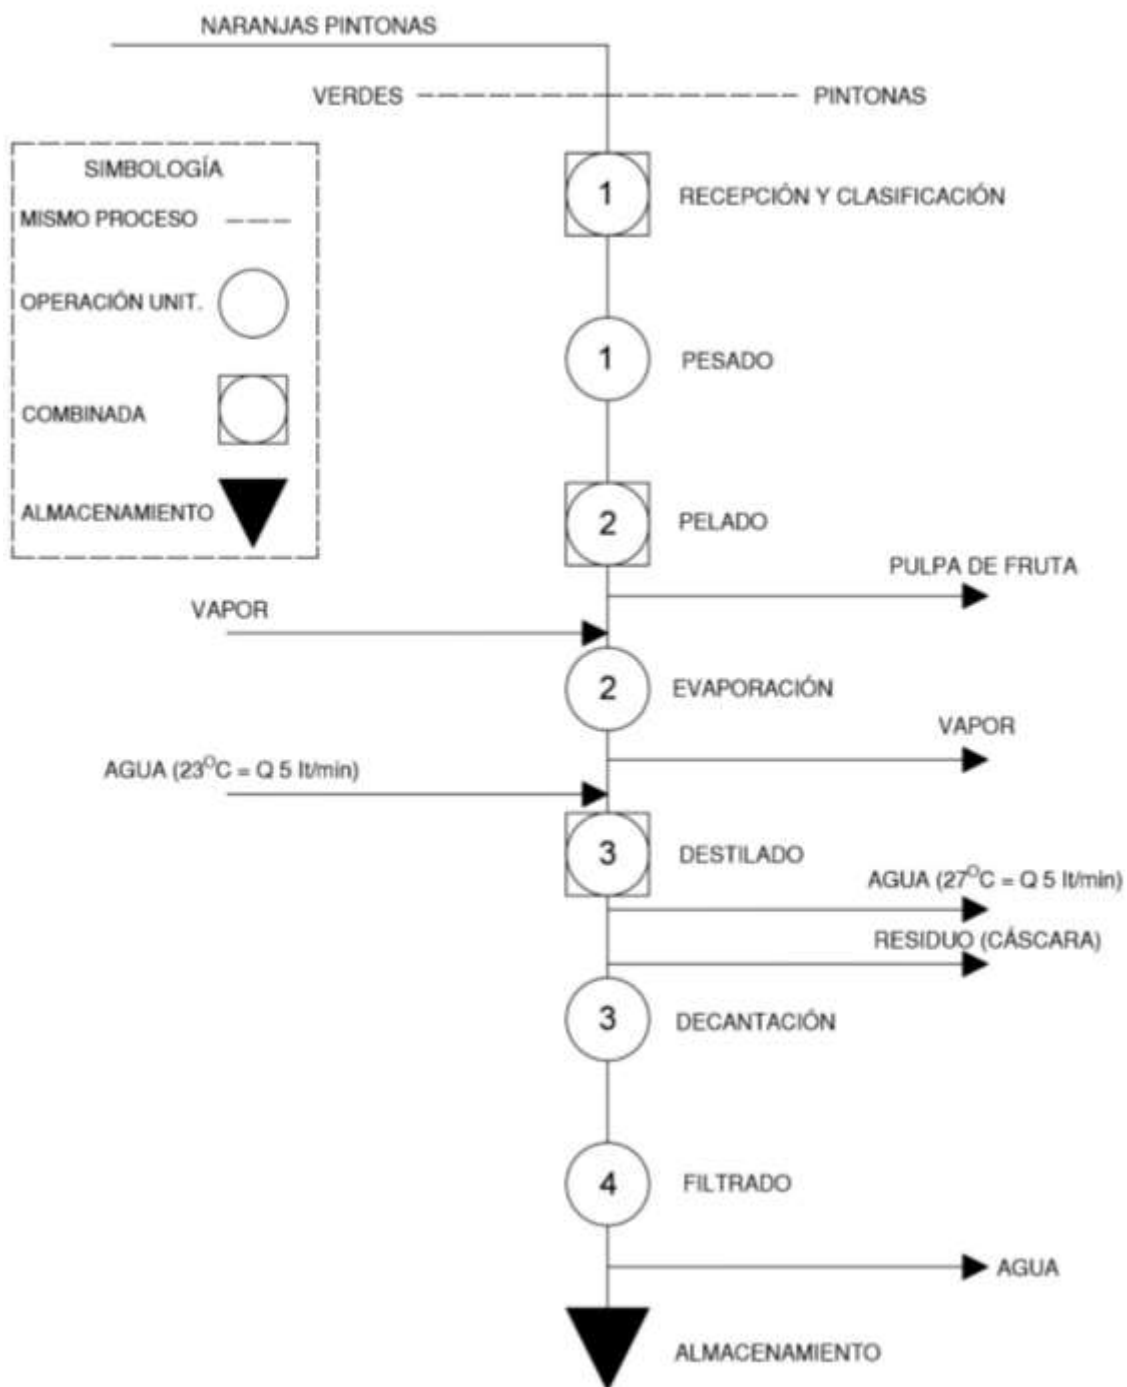 NARANJAS PINTONAS
VERDES
PINTONAS
SIMBOLOGÍA
MISMO PROCESO
OPERACIÓN UNIT.
COMBINADA
ALMACENAMIENTO
1 RECEPCIÓN Y CLASIFICACIÓN
1 PESADO
2 PELADO
PULPA DE FRUTA
VAPOR
2 EVAPORACIÓN
VAPOR
AGUA (23°C = Q 5 lt/min)
3 DESTILADO
AGUA (27°C = Q 5 lt/min)
RESIDUO (CÁSCARA)
3 DECANTACIÓN
4 FILTRADO
AGUA
ALMACENAMIENTO